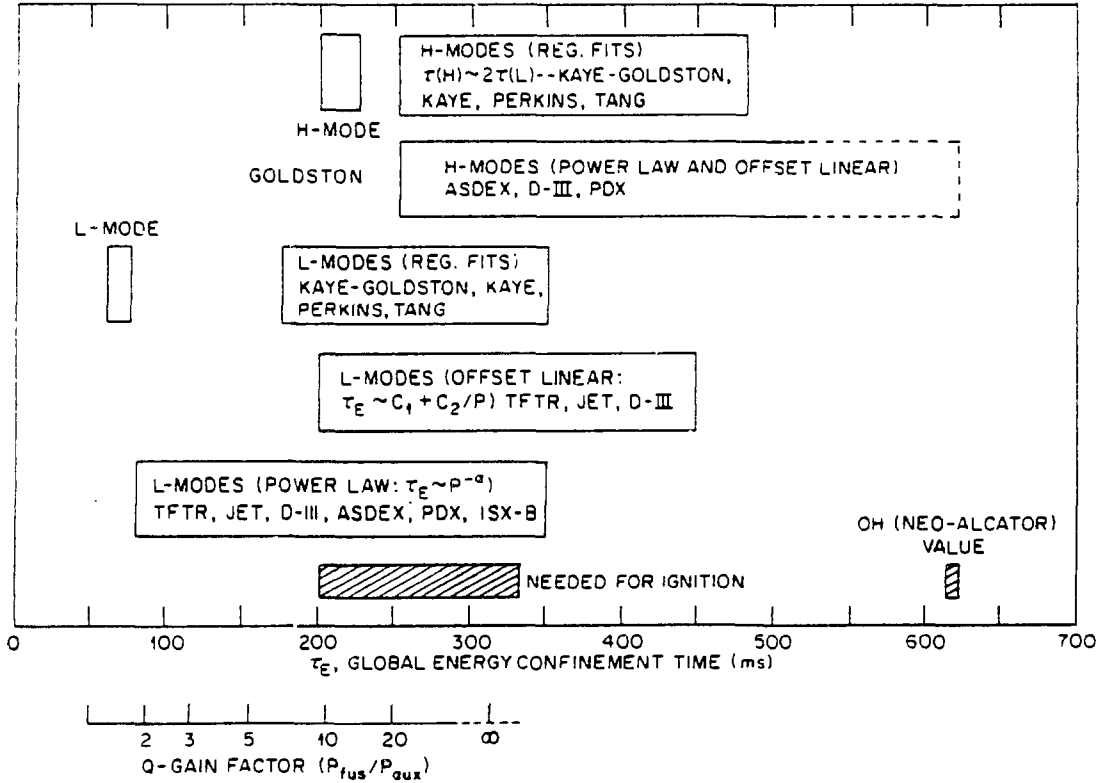 H-MODES (REG. FITS)
τ(H)~2τ(L)--KAYE-GOLDSTON,
KAYE, PERKINS, TANG
H-MODE
GOLDSTON
H-MODES (POWER LAW AND OFFSET LINEAR)
ASDEX, D-III, PDX
L-MODE
L-MODES (REG. FITS)
KAYE-GOLDSTON, KAYE,
PERKINS, TANG
L-MODES (OFFSET LINEAR:
τE ~ C1 + C2/P) TFTR, JET, D-III
L-MODES (POWER LAW: τE~P^-α)
TFTR, JET, D-III, ASDEX, PDX, ISX-B
OH (NEO-ALCATOR)
VALUE
NEEDED FOR IGNITION
0 100 200 300 400 500 600 700
τE, GLOBAL ENERGY CONFINEMENT TIME (ms)
2 3 5 10 20 ∞
Q-GAIN FACTOR (Pfus/Paux)